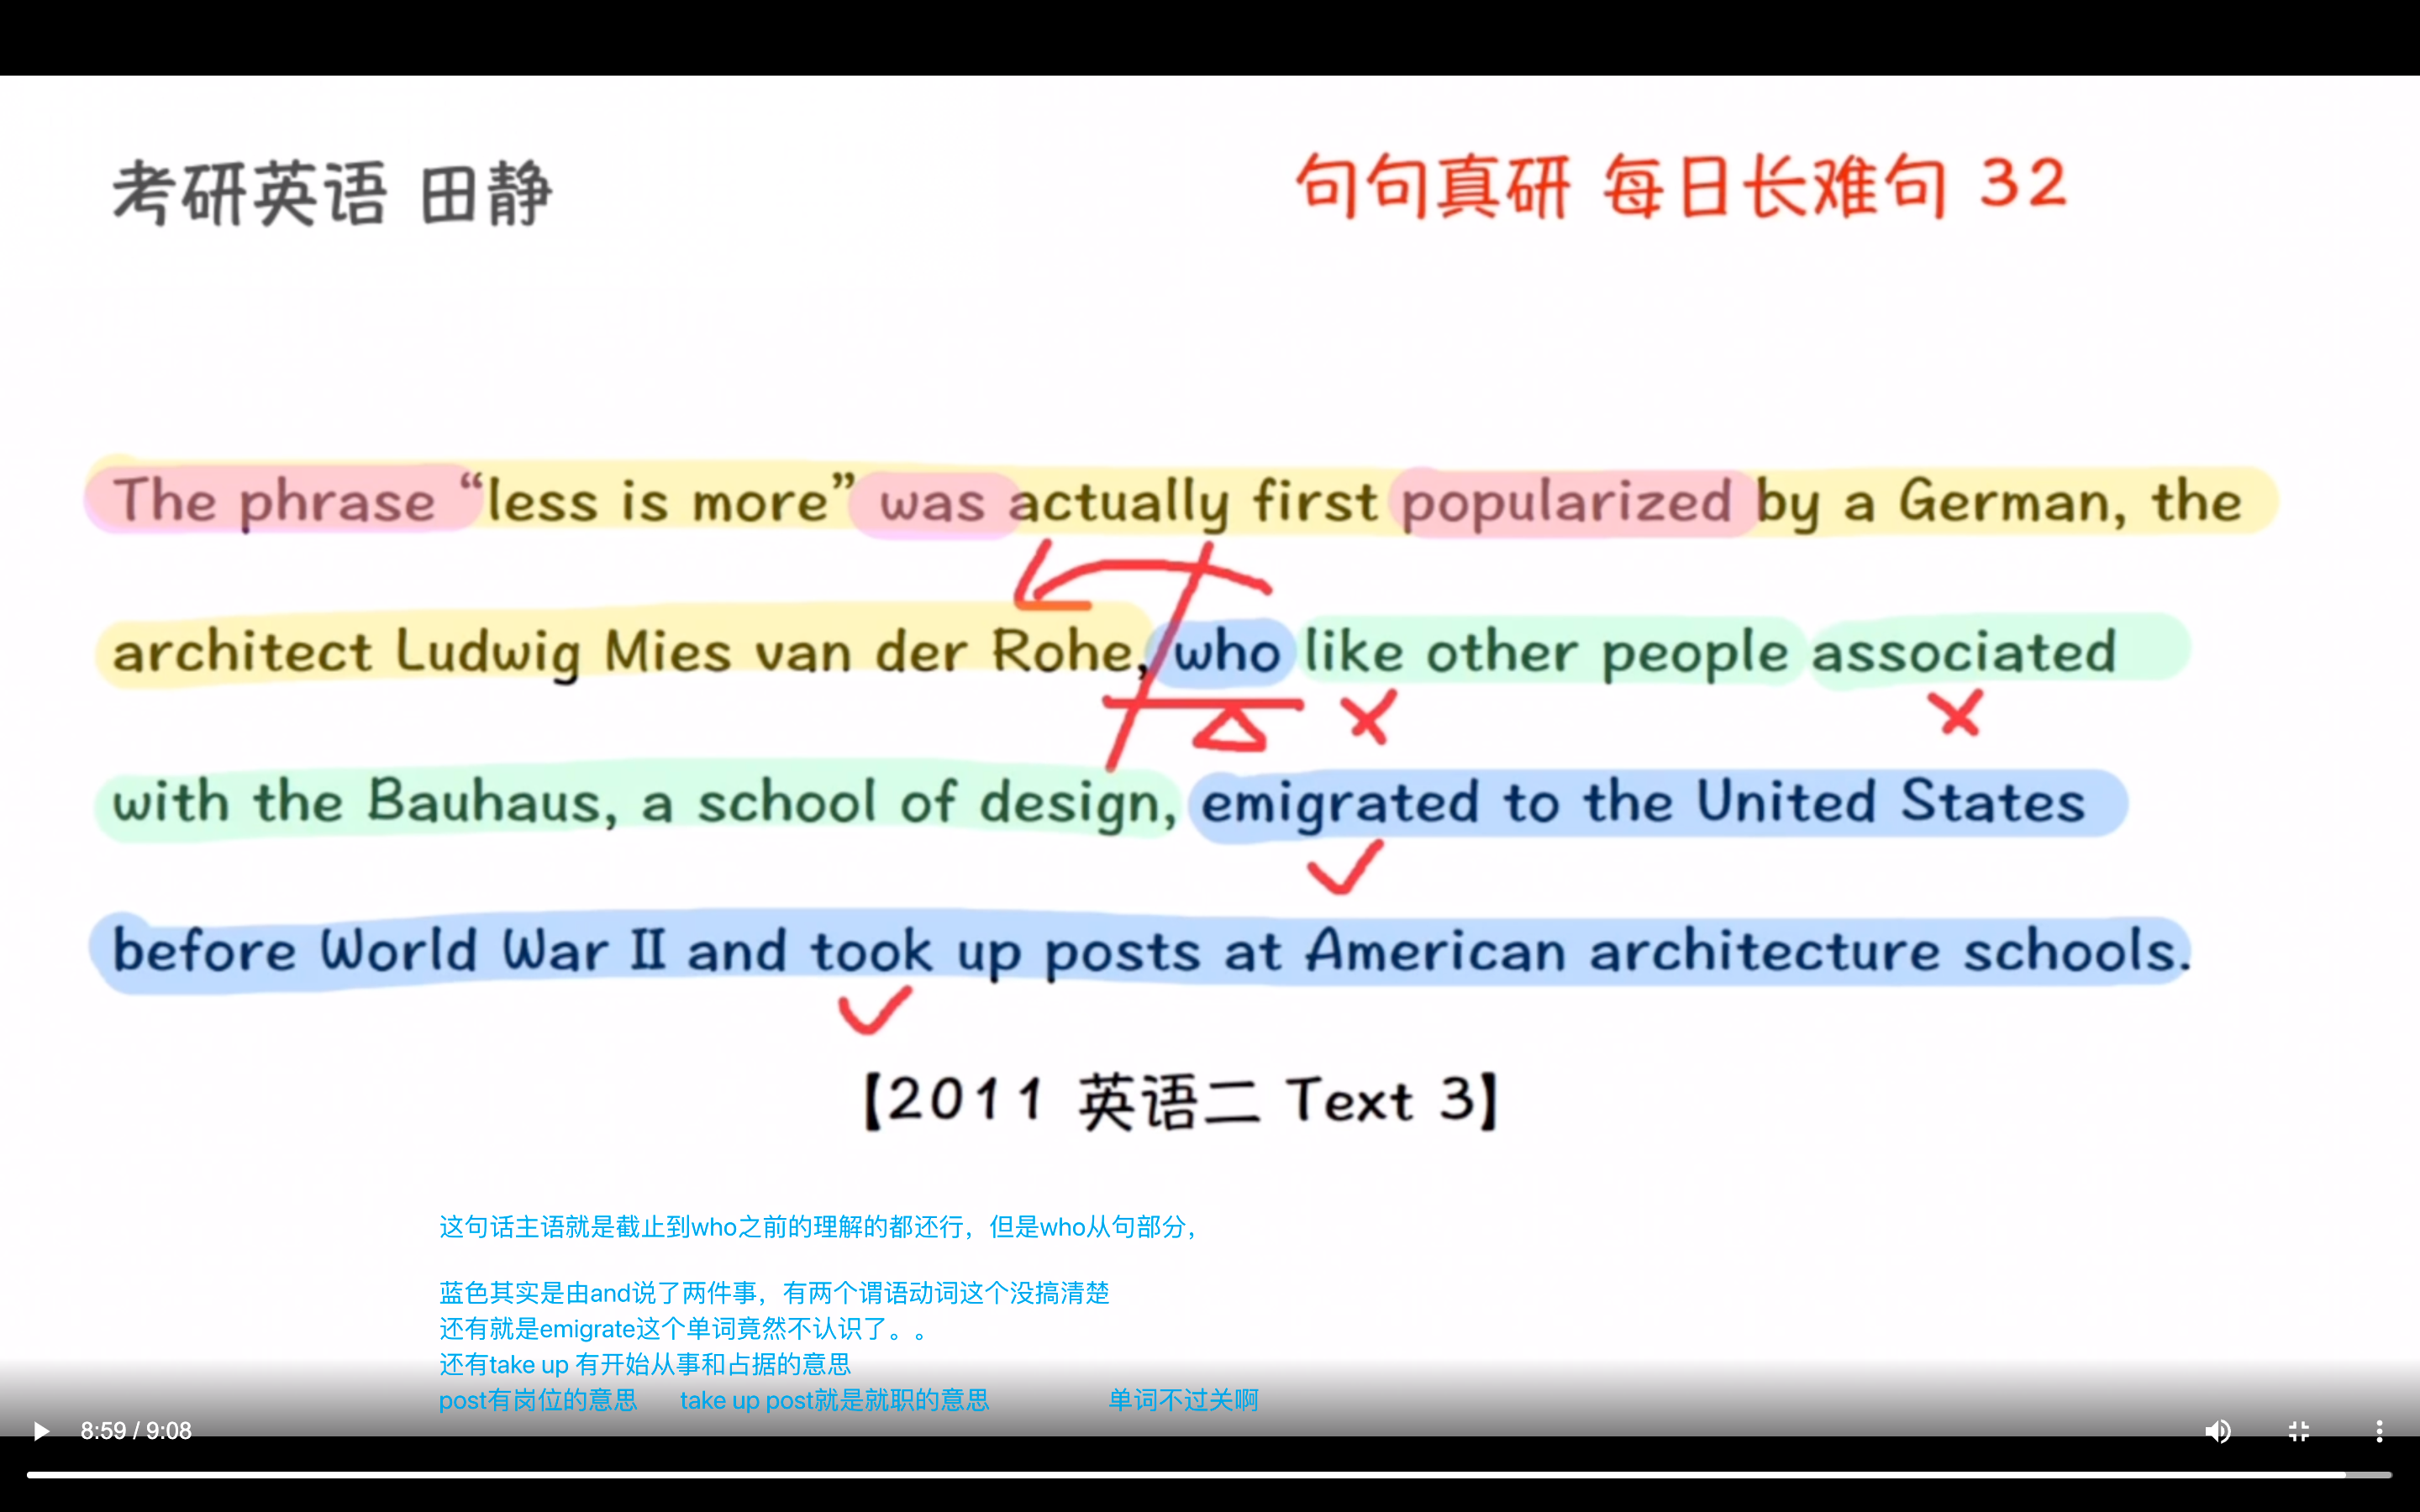 考研英语 田静
句句真研 每日长难句 32
The phrase “less is more” was actually first popularized by a German, the
architect Ludwig Mies van der Rohe, who like other people associated
with the Bauhaus, a school of design, emigrated to the United States
before World War II and took up posts at American architecture schools.
【2011 英语二 Text 3】
这句话主语就是截止到who之前的理解的都还行，但是who从句部分，
蓝色其实是由and说了两件事，有两个谓语动词这个没搞清楚
还有就是emigrate这个单词竟然不认识了。。
还有take up 有开始从事和占据的意思
post有岗位的意思 take up post就是就职的意思 单词不过关啊
8:59 / 9:08